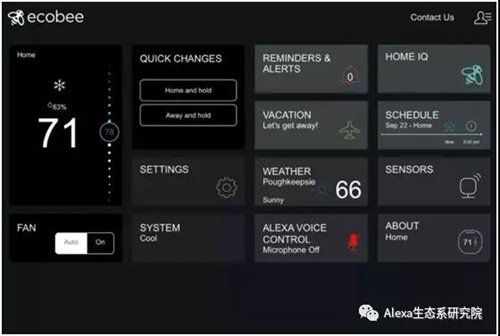 ecobee
Contact Us
Home
63%
71
78
QUICK CHANGES
Home and hold
Away and hold
REMINDERS &
ALERTS
0
HOME IQ
VACATION
Let's get away!
SCHEDULE
Sep 22 - Home
Now
5:00 pm
SETTINGS
WEATHER
Poughkeepsie
66
Sunny
SENSORS
FAN
Auto
On
SYSTEM
Cool
ALEXA VOICE
CONTROL
Microphone Off
ABOUT
Home
71
Alexa生态系研究院